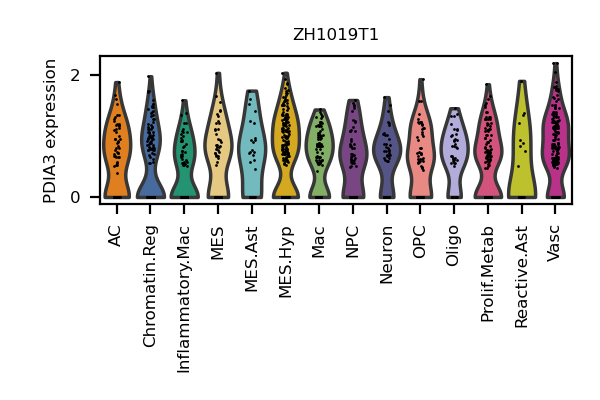 ZH1019T1
PDIA3 expression
2
0
AC
Chromatin.Reg
Inflammatory.Mac
MES
MES.Ast
MES.Hyp
Mac
NPC
Neuron
OPC
Oligo
Prolif.Metab
Reactive.Ast
Vasc